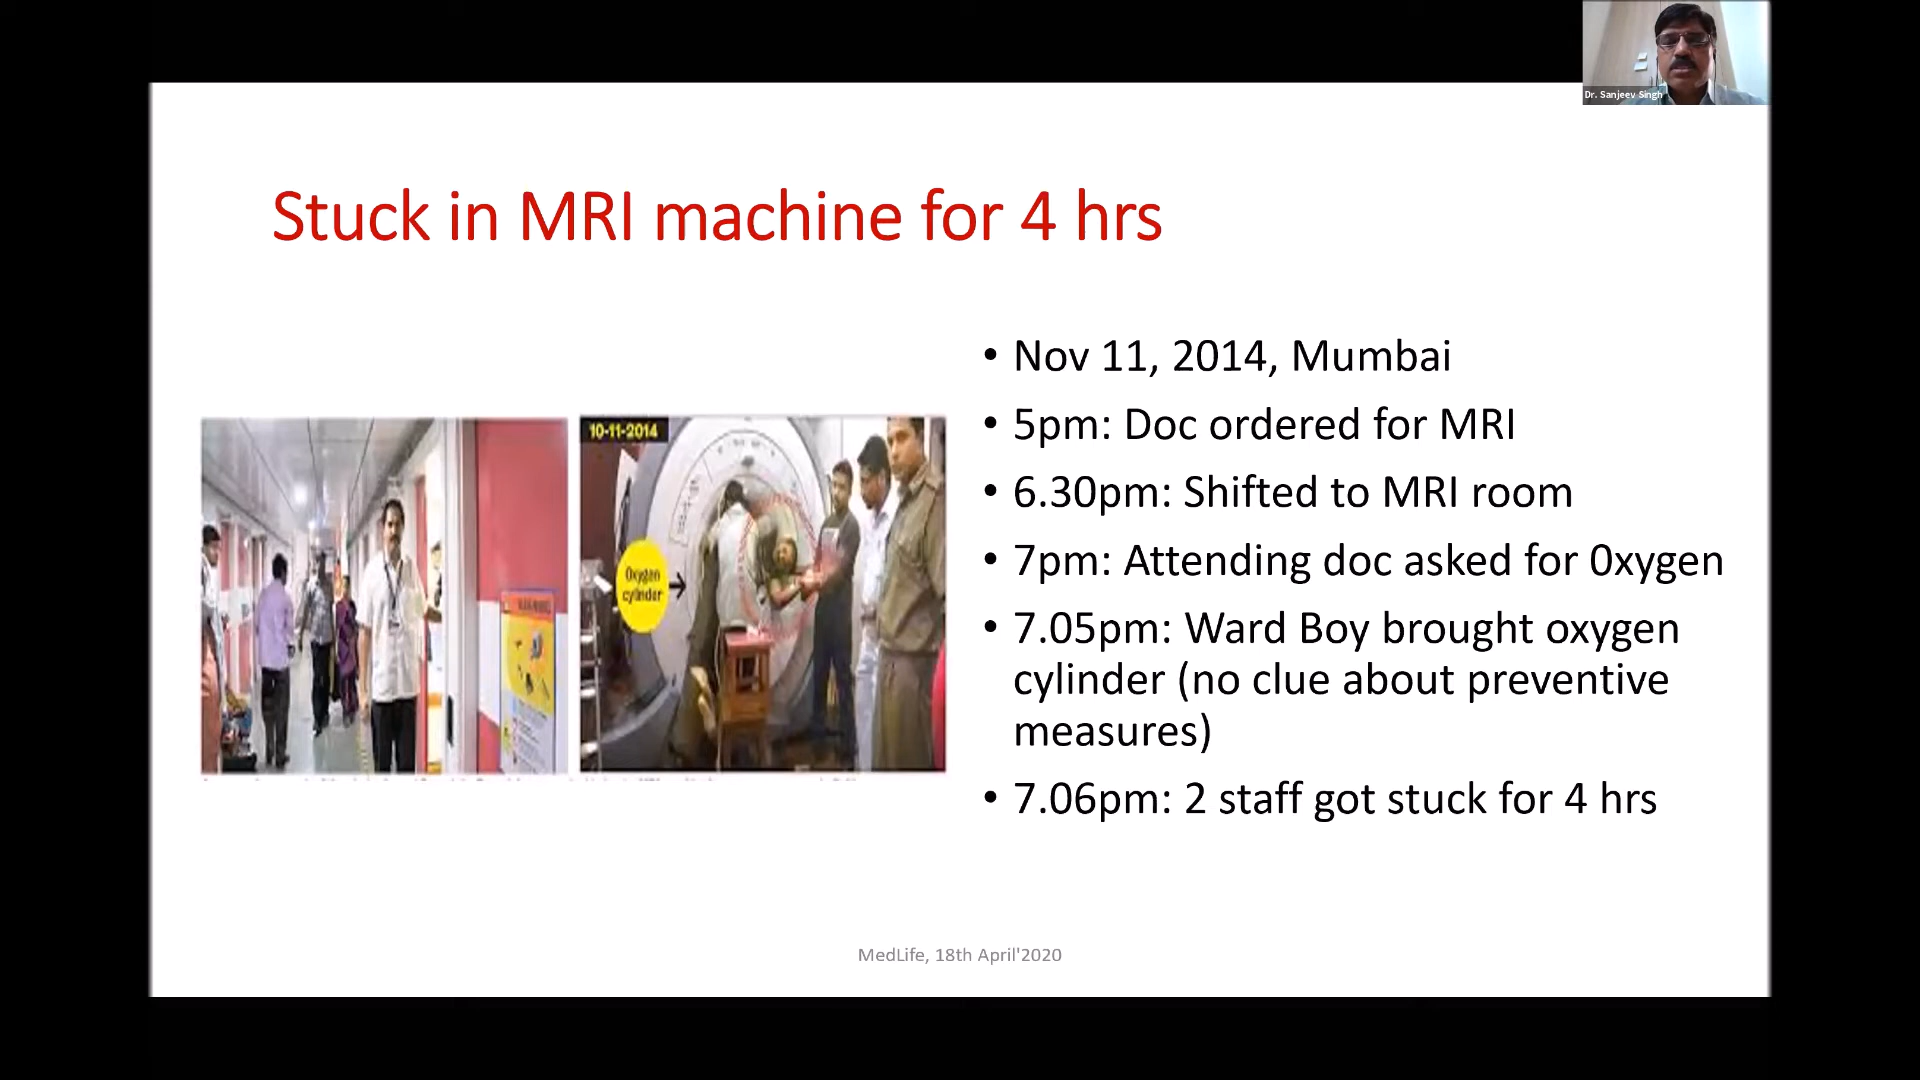 Dr. Sanjeev Singh
Stuck in MRI machine for 4 hrs
10-11-2014
Oxygen
cylinder
WARNING
• Nov 11, 2014, Mumbai
• 5pm: Doc ordered for MRI
• 6.30pm: Shifted to MRI room
• 7pm: Attending doc asked for 0xygen
• 7.05pm: Ward Boy brought oxygen
cylinder (no clue about preventive
measures)
• 7.06pm: 2 staff got stuck for 4 hrs
MedLife, 18th April'2020